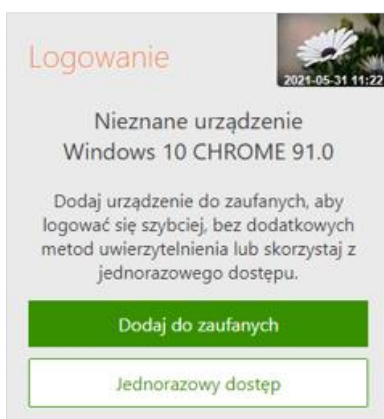 Logowanie
2021-05-31 11:22
Nieznane urządzenie
Windows 10 CHROME 91.0
Dodaj urządzenie do zaufanych, aby
logować się szybciej, bez dodatkowych
metod uwierzytelnienia lub skorzystaj z
jednorazowego dostępu.
Dodaj do zaufanych
Jednorazowy dostęp